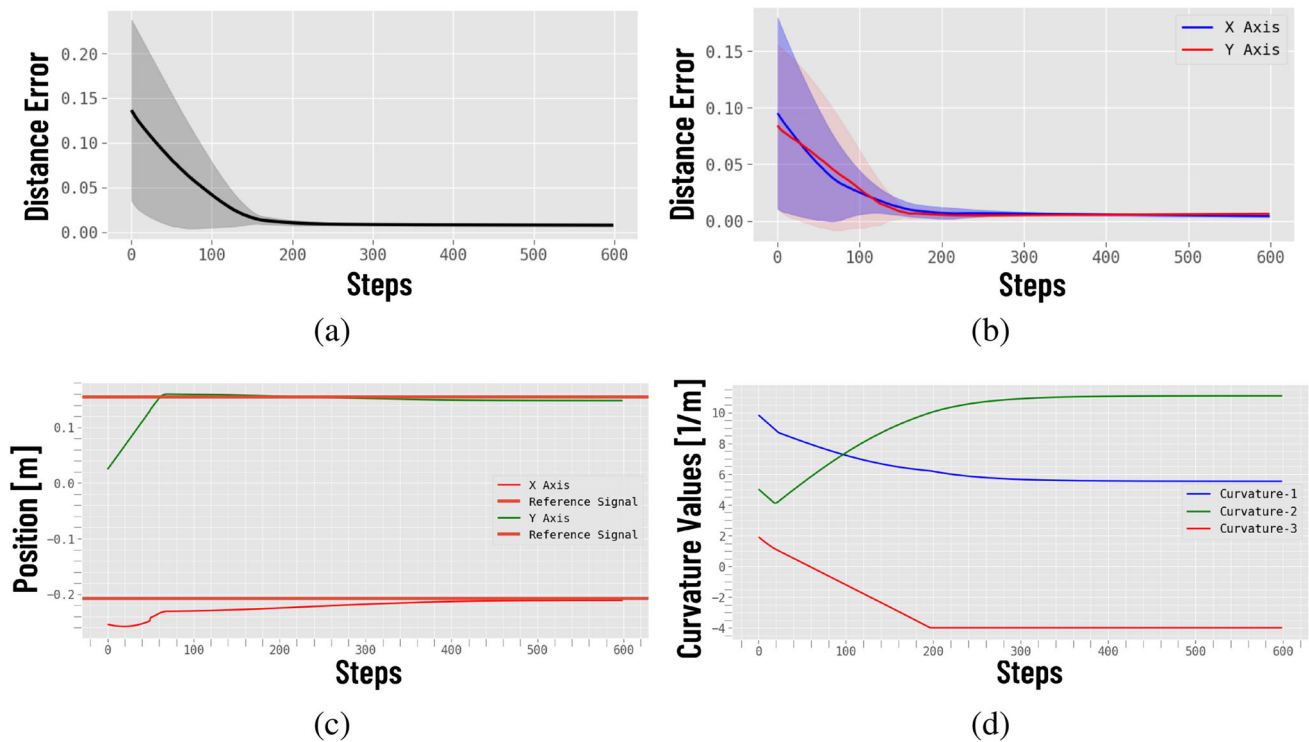 0.20
0.15
0.10
0.05
0.00
Distance Error
0 100 200 300 400 500 600
Steps
(a)
X Axis
Y Axis
0.15
0.10
0.05
0.00
Distance Error
0 100 200 300 400 500 600
Steps
(b)
0.1
0.0
−0.1
−0.2
Position [m]
X Axis
Reference Signal
Y Axis
Reference Signal
0 100 200 300 400 500 600
Steps
(c)
10
8
6
4
2
0
−2
−4
Curvature Values [1/m]
Curvature-1
Curvature-2
Curvature-3
0 100 200 300 400 500 600
Steps
(d)